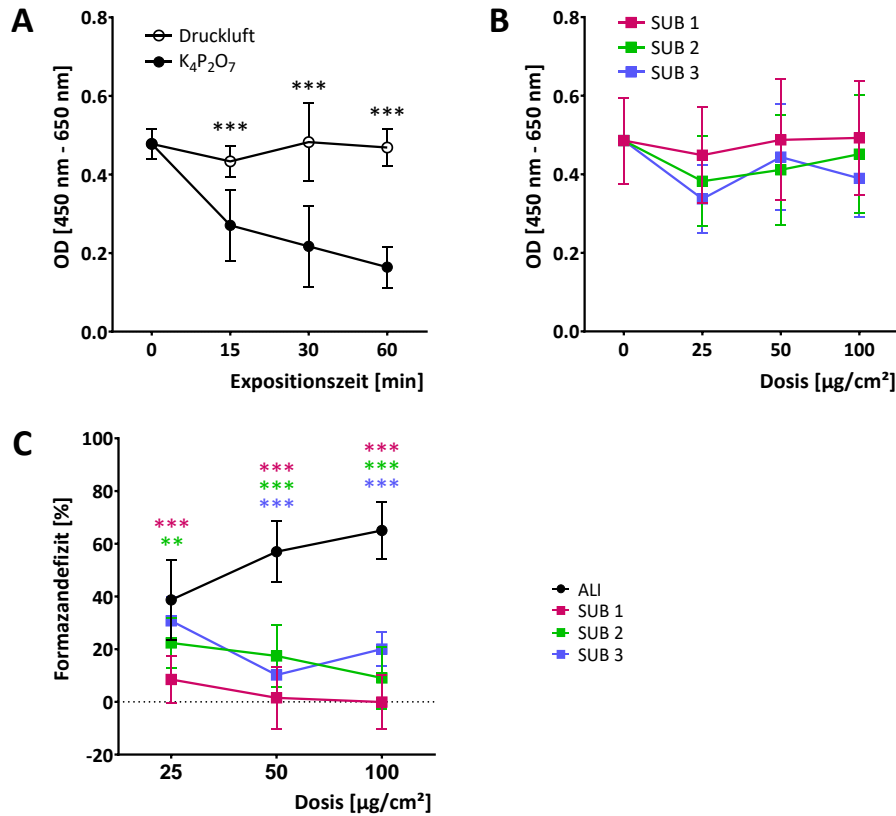 A
Druckluft
K₄P₂O₇
OD [450 nm - 650 nm]
0.8
0.6
0.4
0.2
0.0
***
***
***
0
15
30
60
Expositionszeit [min]
B
SUB 1
SUB 2
SUB 3
OD [450 nm - 650 nm]
0.8
0.6
0.4
0.2
0.0
0
25
50
100
Dosis [µg/cm²]
C
Formazandefizit [%]
100
80
60
40
20
0
-20
***
**
***
***
***
***
***
***
25
50
100
Dosis [µg/cm²]
ALI
SUB 1
SUB 2
SUB 3